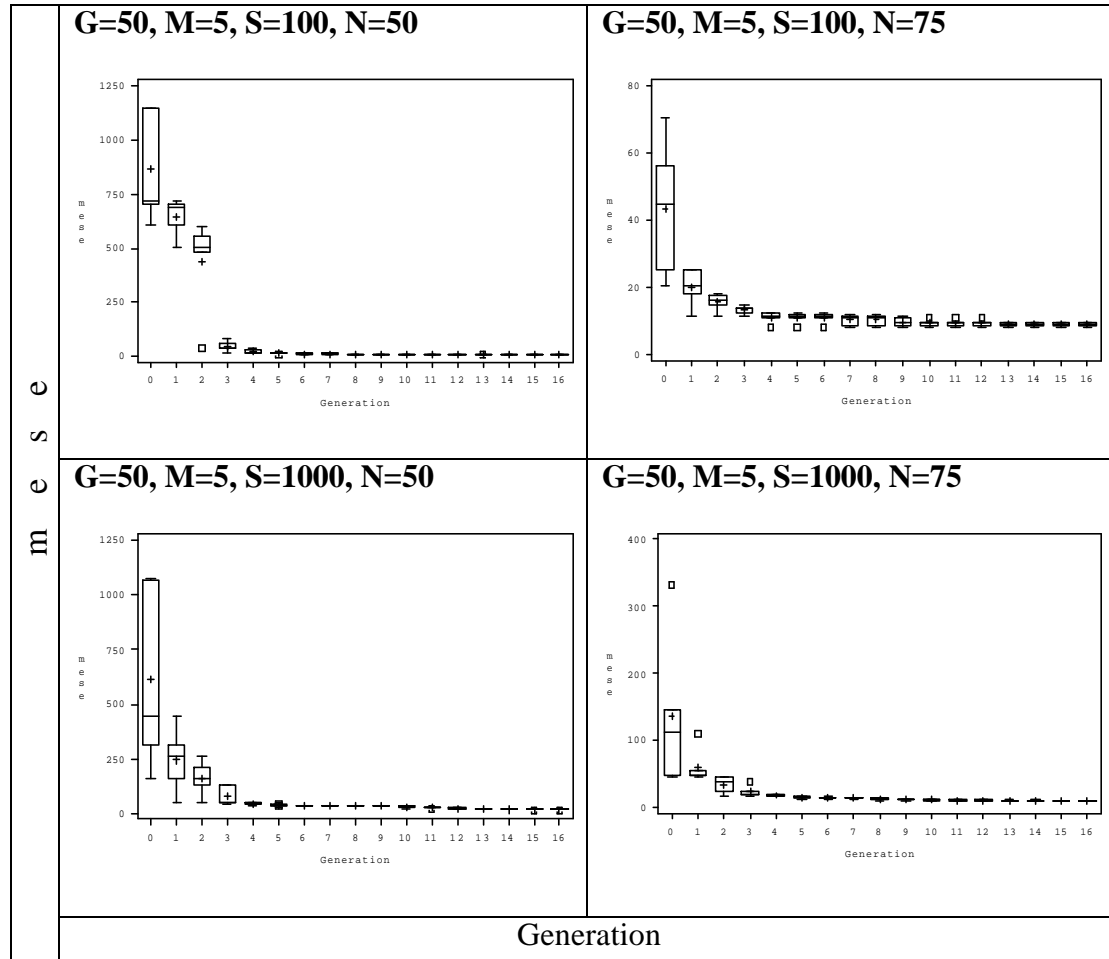 G=50, M=5, S=100, N=50
1250
1000
750
500
250
0
mese
0 1 2 3 4 5 6 7 8 9 10 11 12 13 14 15 16
Generation
G=50, M=5, S=100, N=75
80
60
40
20
0
mese
0 1 2 3 4 5 6 7 8 9 10 11 12 13 14 15 16
Generation
G=50, M=5, S=1000, N=50
1250
1000
750
500
250
0
mese
0 1 2 3 4 5 6 7 8 9 10 11 12 13 14 15 16
Generation
G=50, M=5, S=1000, N=75
400
300
200
100
0
mese
0 1 2 3 4 5 6 7 8 9 10 11 12 13 14 15 16
Generation
m e s e
Generation